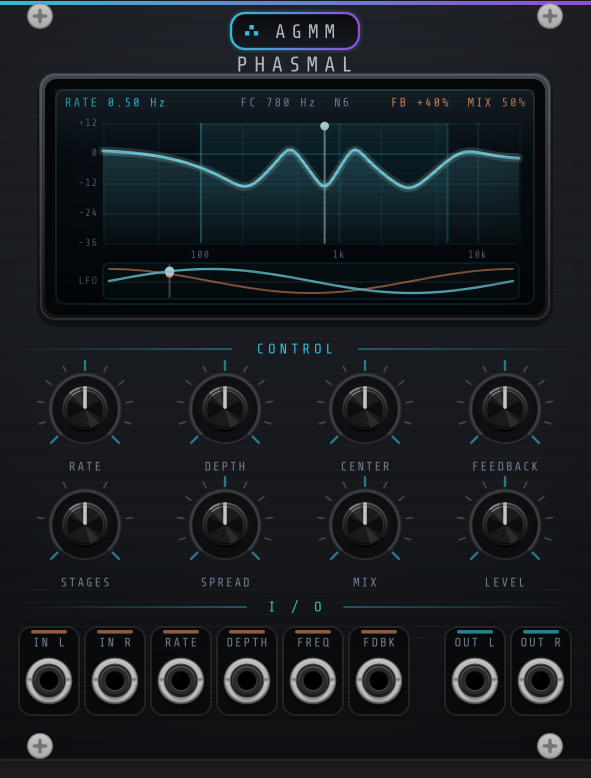 AGMM
PHASMAL
RATE 0.50 Hz FC 780 Hz N6 FB +40% MIX 50%
+12
0
-12
-24
-36
100 1k 10k
LFO
CONTROL
RATE DEPTH CENTER FEEDBACK
STAGES SPREAD MIX LEVEL
I / O
IN L IN R RATE DEPTH FREQ FDBK OUT L OUT R